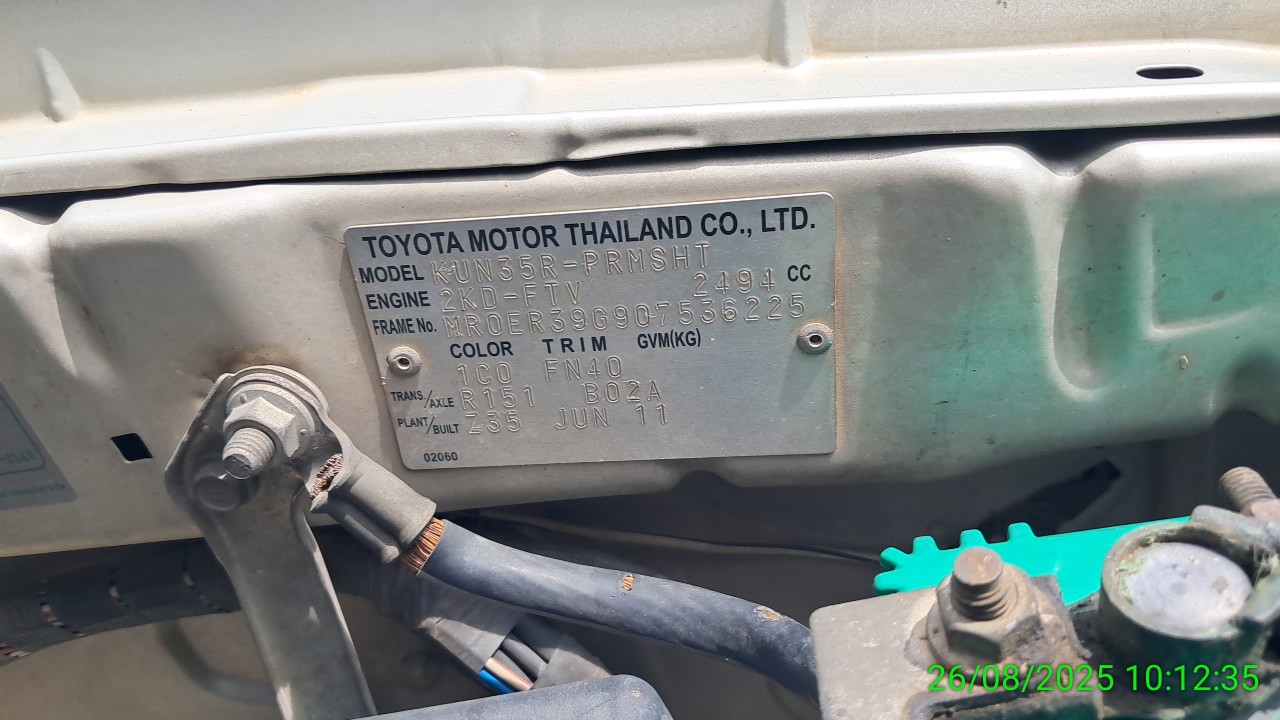 TOYOTA MOTOR THAILAND CO., LTD.
MODEL KUN35R-PRMSHT
ENGINE 2KD-FTV 2494 CC
FRAME No. MR0ER39G907536225
COLOR TRIM GVM(KG)
1C0 FN40
TRANS/AXLE R151 B02A
PLANT/BUILT Z35 JUN 11
02060
26/08/2025 10:12:35